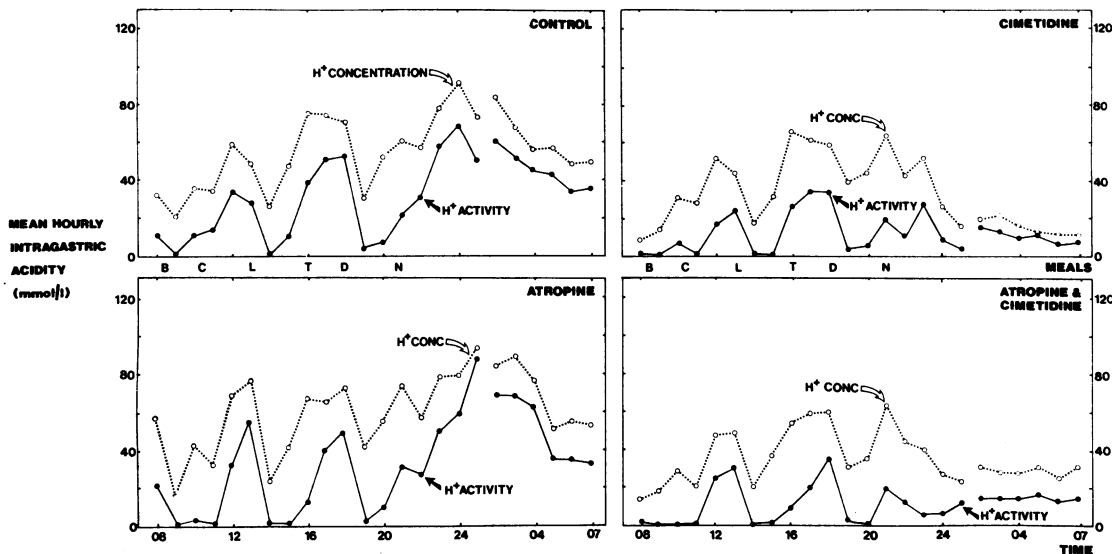 CONTROL
CIMETIDINE
130
120
80
40
0
H+ CONCENTRATION
H+ ACTIVITY
H+ CONC
H+ ACTIVITY
120
80
40
0
MEAN HOURLY
INTRAGASTRIC
ACIDITY
(mmol/l)
B C L T D N
B C L T D N MEALS
ATROPINE
ATROPINE &
CIMETIDINE
120
80
40
0
H+ CONC
H+ ACTIVITY
H+ CONC
H+ ACTIVITY
120
80
40
0
08 12 16 20 24 04 07
08 12 16 20 24 04 07
TIME